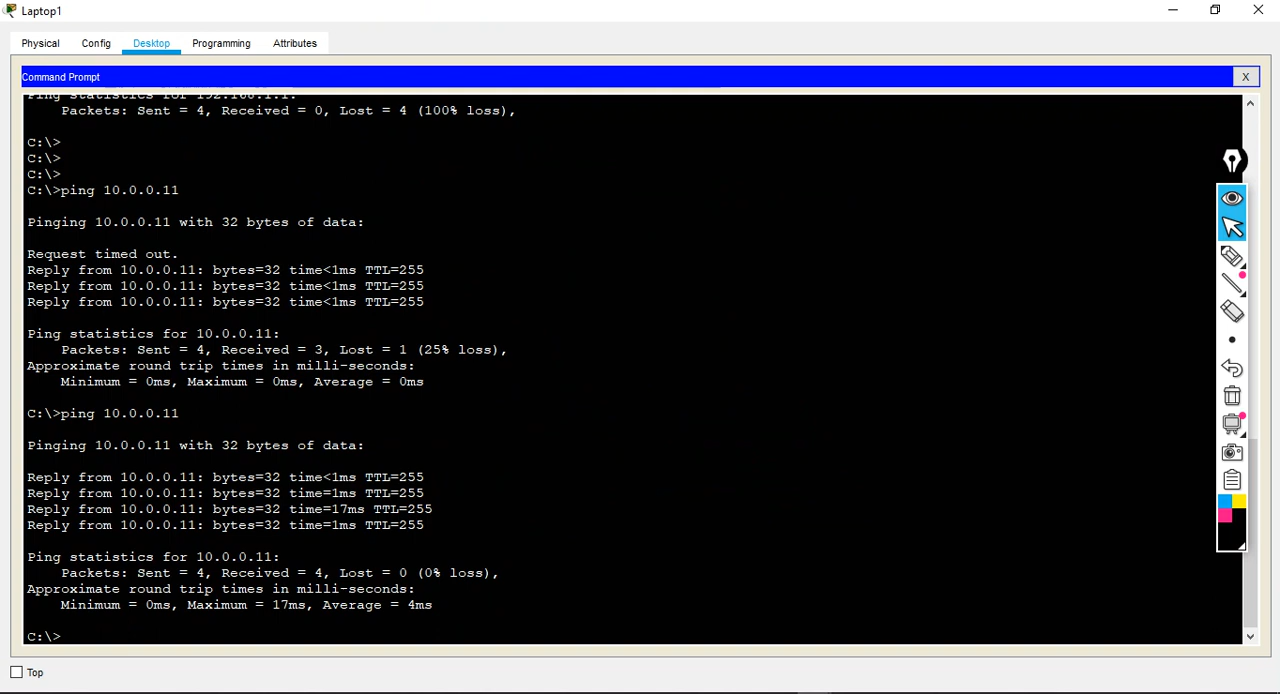 Laptop1
Physical Config Desktop Programming Attributes
Command Prompt X
Ping statistics for 192.168.1.1:
Packets: Sent = 4, Received = 0, Lost = 4 (100% loss),
C:\>
C:\>
C:\>
C:\>ping 10.0.0.11
Pinging 10.0.0.11 with 32 bytes of data:
Request timed out.
Reply from 10.0.0.11: bytes=32 time<1ms TTL=255
Reply from 10.0.0.11: bytes=32 time<1ms TTL=255
Reply from 10.0.0.11: bytes=32 time<1ms TTL=255
Ping statistics for 10.0.0.11:
Packets: Sent = 4, Received = 3, Lost = 1 (25% loss),
Approximate round trip times in milli-seconds:
Minimum = 0ms, Maximum = 0ms, Average = 0ms
C:\>ping 10.0.0.11
Pinging 10.0.0.11 with 32 bytes of data:
Reply from 10.0.0.11: bytes=32 time<1ms TTL=255
Reply from 10.0.0.11: bytes=32 time=1ms TTL=255
Reply from 10.0.0.11: bytes=32 time=17ms TTL=255
Reply from 10.0.0.11: bytes=32 time=1ms TTL=255
Ping statistics for 10.0.0.11:
Packets: Sent = 4, Received = 4, Lost = 0 (0% loss),
Approximate round trip times in milli-seconds:
Minimum = 0ms, Maximum = 17ms, Average = 4ms
C:\>
Top